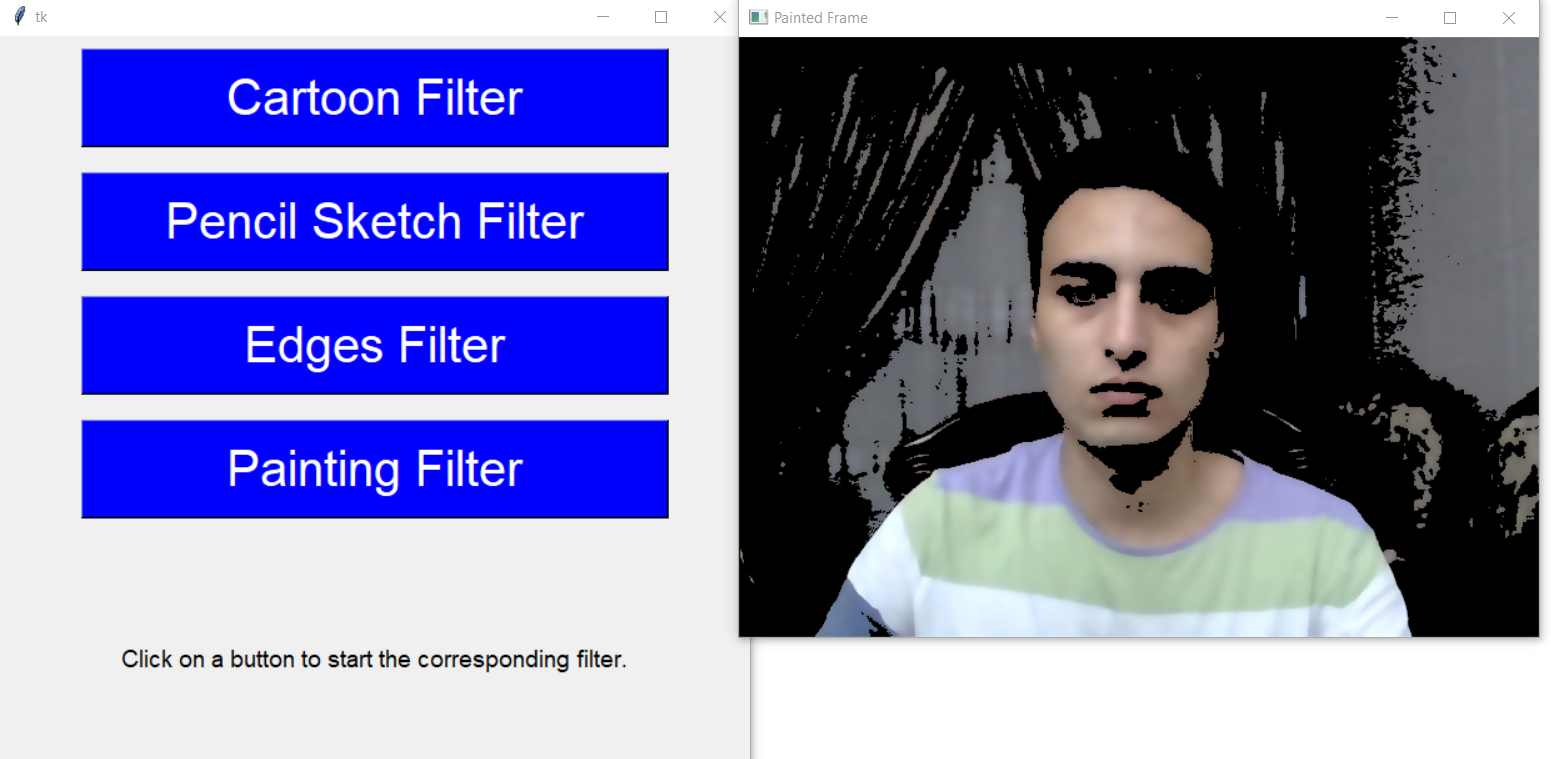 tk
Painted Frame
Cartoon Filter
Pencil Sketch Filter
Edges Filter
Painting Filter
Click on a button to start the corresponding filter.